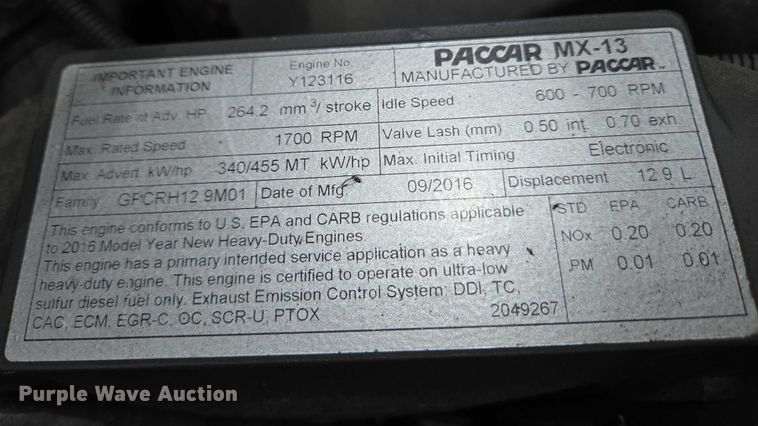 IMPORTANT ENGINE
INFORMATION
Engine No.
Y123116
PACCAR MX-13
MANUFACTURED BY PACCAR
Fuel Rate at Adv. HP 264.2 mm³/ stroke
Idle Speed 600 - 700 RPM
Max. Rated Speed 1700 RPM
Valve Lash (mm) 0.50 int. 0.70 exh.
Max. Advert. kW/hp 340/455 MT kW/hp
Max. Initial Timing Electronic
Family GPCRH12.9M01
Date of Mfg. 09/2016
Displacement 12.9 L
This engine conforms to U.S. EPA and CARB regulations applicable
to 2016 Model Year New Heavy-Duty Engines.
This engine has a primary intended service application as a heavy
heavy-duty engine. This engine is certified to operate on ultra-low
sulfur diesel fuel only. Exhaust Emission Control System: DDI, TC,
CAC, ECM, EGR-C, OC, SCR-U, PTOX
2049267
STD EPA CARB
NOx 0.20 0.20
PM 0.01 0.01
Purple Wave Auction